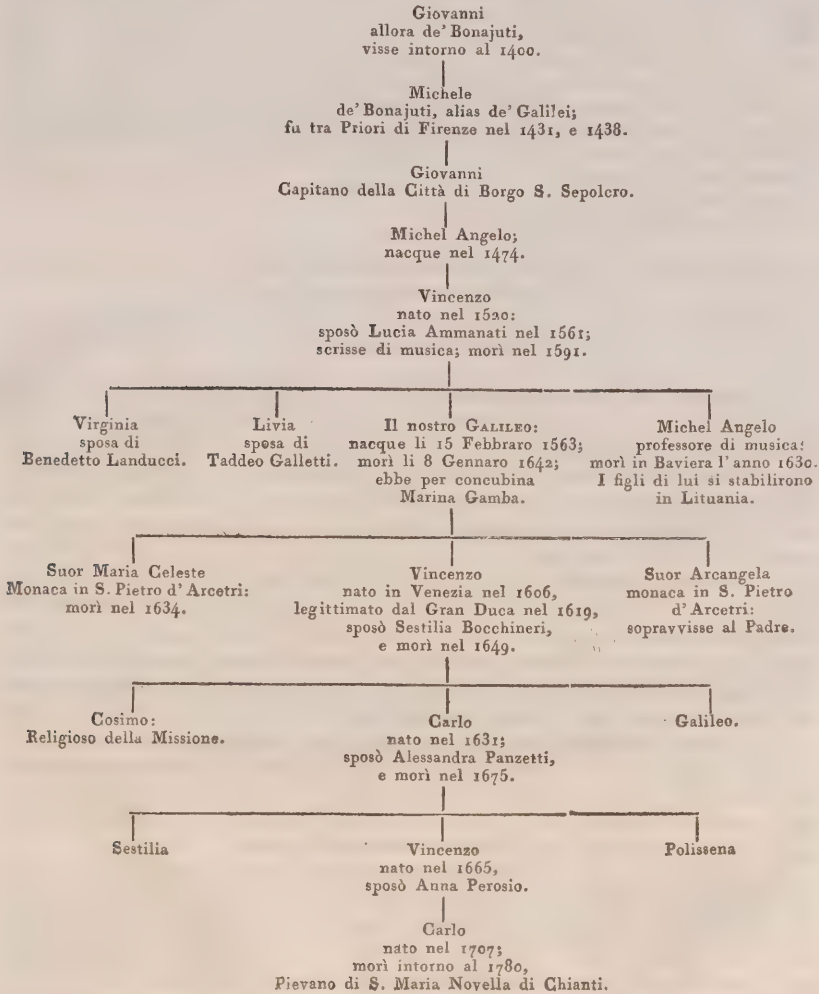 Giovanni
allora de' Bonajuti,
visse intorno al 1400.
Michele
de' Bonajuti, alias de' Galilei;
fu tra Priori di Firenze nel 1431, e 1438.
Giovanni
Capitano della Città di Borgo S. Sepolcro.
Michel Angelo;
nacque nel 1474.
Vincenzo
nato nel 1520:
sposò Lucia Ammanati nel 1561;
scrisse di musica; morì nel 1591.
Virginia
sposa di
Benedetto Landucci.
Livia
sposa di
Taddeo Galletti.
Il nostro GALILEO:
nacque li 15 Febbraro 1563;
morì li 8 Gennaro 1642;
ebbe per concubina
Marina Gamba.
Michel Angelo
professore di musica:
morì in Baviera l'anno 1630.
I figli di lui si stabilirono
in Lituania.
Suor Maria Celeste
Monaca in S. Pietro d'Arcetri:
morì nel 1634.
Vincenzo
nato in Venezia nel 1606,
legittimato dal Gran Duca nel 1619,
sposò Sestilia Bocchineri,
e morì nel 1649.
Suor Arcangela
monaca in S. Pietro
d'Arcetri:
sopravvisse al Padre.
Cosimo:
Religioso della Missione.
Carlo
nato nel 1631;
sposò Alessandra Panzetti,
e morì nel 1675.
Galileo.
Sestilia
Vincenzo
nato nel 1665,
sposò Anna Perosio.
Polissena
Carlo
nato nel 1707;
morì intorno al 1780,
Pievano di S. Maria Novella di Chianti.